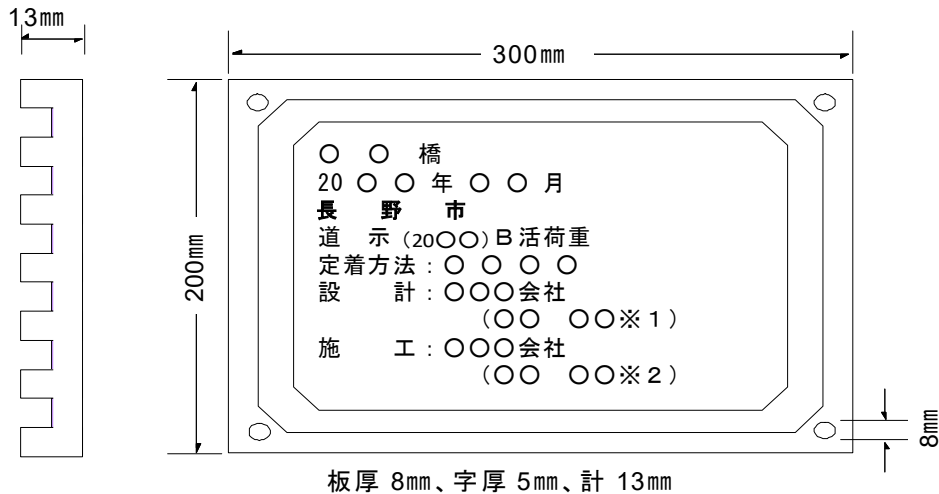 13㎜
300㎜
200㎜
○ ○ 橋
20 ○ ○ 年 ○ ○ 月
長 野 市
道 示 (20○○) B 活荷重
定着方法：○ ○ ○ ○
設 計：○○○会社
（○○ ○○※１）
施 工：○○○会社
（○○ ○○※２）
8㎜
板厚 8㎜、字厚 5㎜、計 13㎜